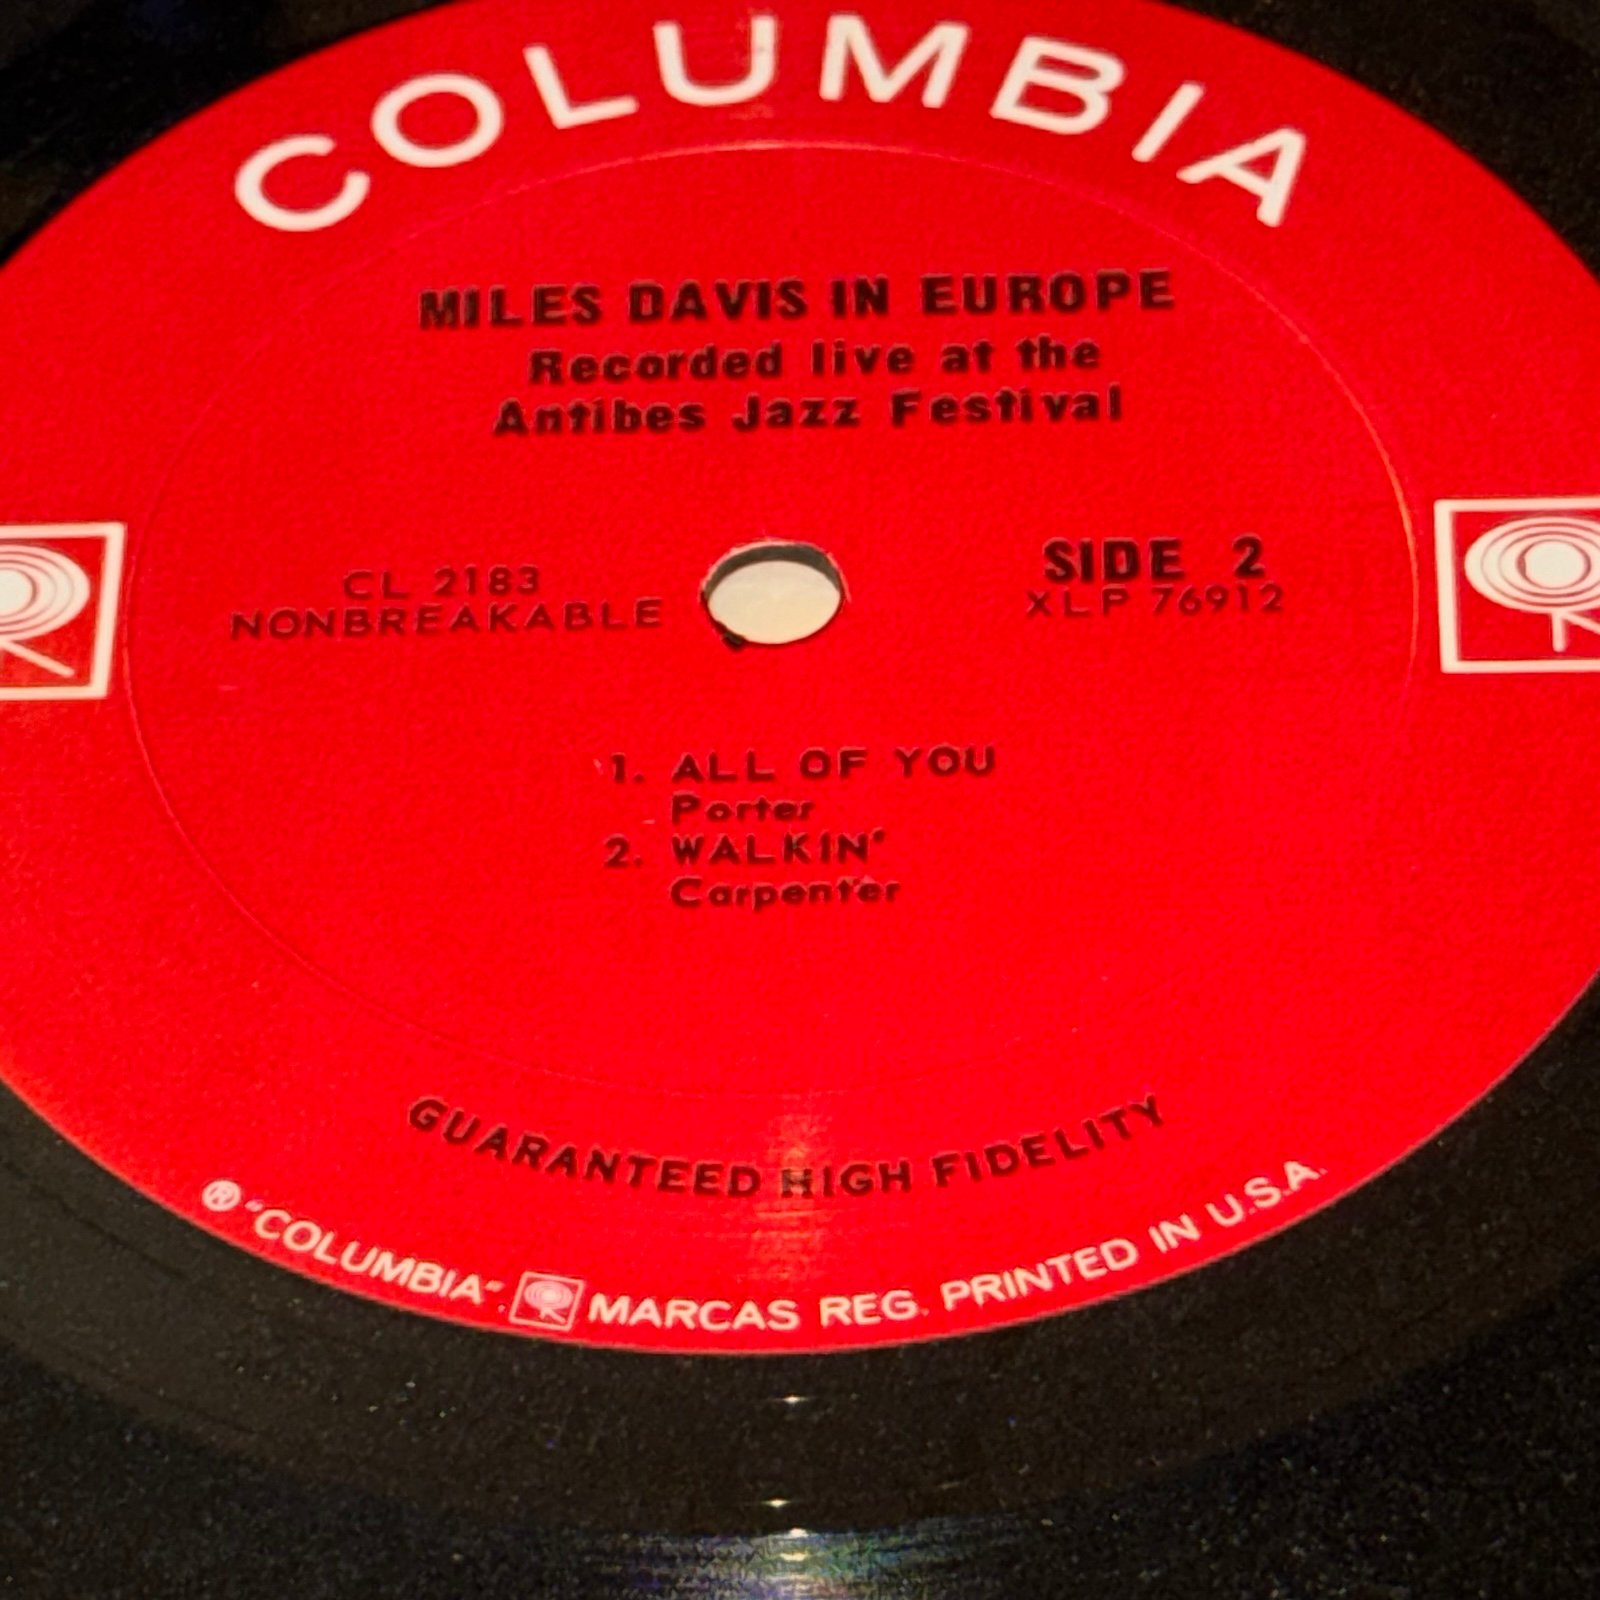 COLUMBIA
MILES DAVIS IN EUROPE
Recorded live at the
Antibes Jazz Festival
CL 2183
NONBREAKABLE
SIDE 2
XLP 76912
1. ALL OF YOU
Porter
2. WALKIN'
Carpenter
GUARANTEED HIGH FIDELITY
® "COLUMBIA". MARCAS REG. PRINTED IN U.S.A.